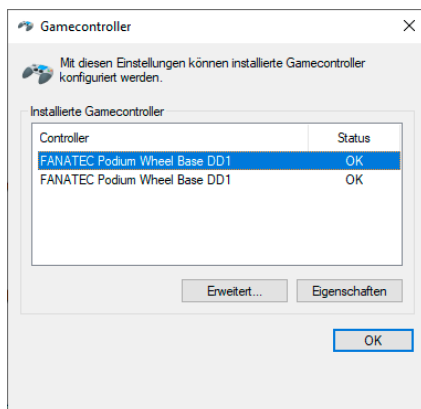 Gamecontroller
Mit diesen Einstellungen können installierte Gamecontroller
konfiguriert werden.
Installierte Gamecontroller
Controller Status
FANATEC Podium Wheel Base DD1 OK
FANATEC Podium Wheel Base DD1 OK
Erweitert... Eigenschaften
OK